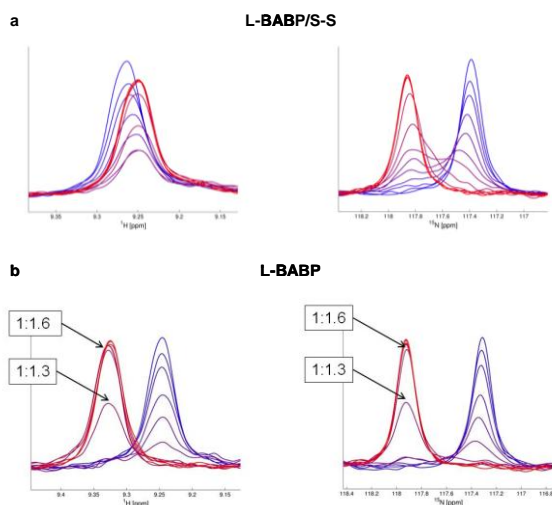 a
L-BABP/S-S
9.35 9.3 9.25 9.2 9.15
¹H [ppm]
118.2 118 117.8 117.6 117.4 117.2 117
¹⁵N [ppm]
b
L-BABP
1:1.6
1:1.3
1:1.6
1:1.3
9.4 9.35 9.3 9.25 9.2 9.15
¹H [ppm]
118.4 118.2 118 117.8 117.6 117.4 117.2 117 116.8
¹⁵N [ppm]